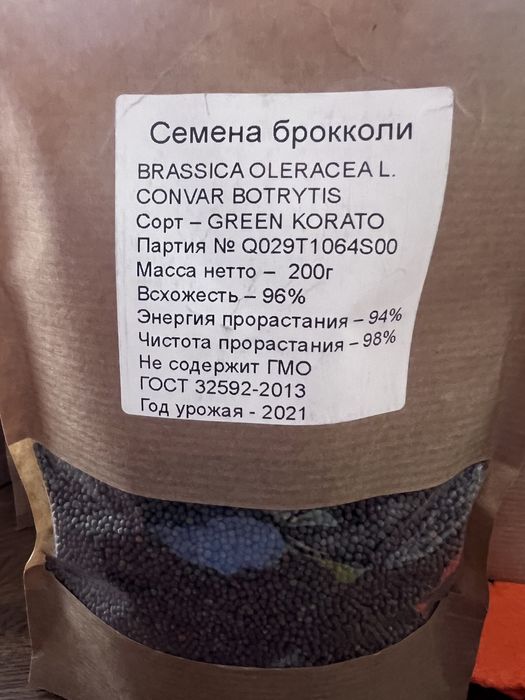 Семена брокколи
BRASSICA OLERACEA L.
CONVAR BOTRYTIS
Сорт – GREEN KORATO
Партия № Q029T1064S00
Масса нетто – 200г
Всхожесть – 96%
Энергия прорастания – 94%
Чистота прорастания – 98%
Не содержит ГМО
ГОСТ 32592-2013
Год урожая - 2021